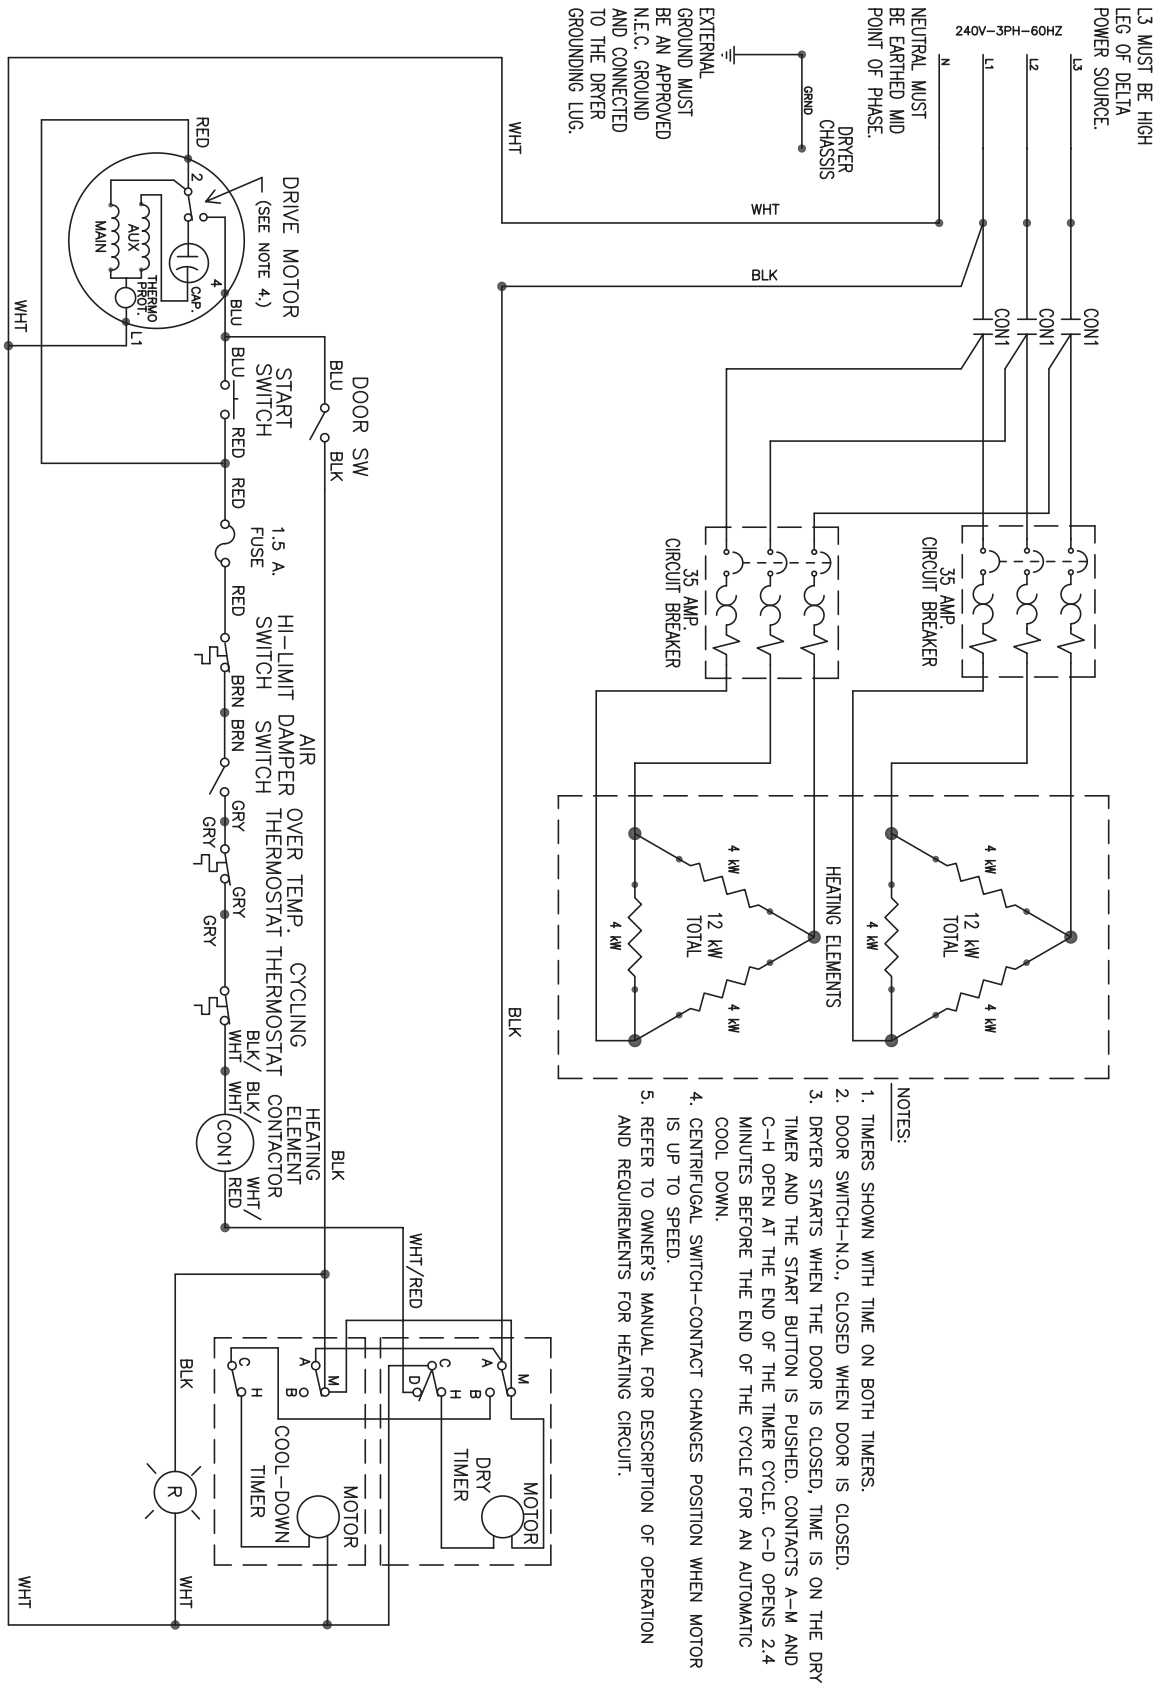 L3 MUST BE HIGH
LEG OF DELTA
POWER SOURCE.
240V-3PH-60HZ
L3
L2
L1
N
NEUTRAL MUST
BE EARTHED MID
POINT OF PHASE.
GRND
DRYER
CHASSIS
EXTERNAL
GROUND MUST
BE AN APPROVED
N.E.C. GROUND
AND CONNECTED
TO THE DRYER
GROUNDING LUG.
WHT
BLK
WHT
CON1
CON1
CON1
35 AMP.
CIRCUIT BREAKER
35 AMP.
CIRCUIT BREAKER
4 kW
4 kW
4 kW
12 kW
TOTAL
HEATING ELEMENTS
4 kW
4 kW
4 kW
12 kW
TOTAL
BLK
NOTES:
1. TIMERS SHOWN WITH TIME ON BOTH TIMERS.
2. DOOR SWITCH-N.O., CLOSED WHEN DOOR IS CLOSED.
3. DRYER STARTS WHEN THE DOOR IS CLOSED, TIME IS ON THE DRY
TIMER AND THE START BUTTON IS PUSHED. CONTACTS A-M AND
C-H OPEN AT THE END OF THE TIMER CYCLE. C-D OPENS 2.4
MINUTES BEFORE THE END OF THE CYCLE FOR AN AUTOMATIC
COOL DOWN.
4. CENTRIFUGAL SWITCH-CONTACT CHANGES POSITION WHEN MOTOR
IS UP TO SPEED.
5. REFER TO OWNER'S MANUAL FOR DESCRIPTION OF OPERATION
AND REQUIREMENTS FOR HEATING CIRCUIT.
DRIVE MOTOR
(SEE NOTE 4.)
RED
2
4
CAP.
AUX
MAIN
THERMO
PROT.
L1
WHT
BLU
BLU
BLU
DOOR SW
BLK
START
SWITCH
RED
RED
1.5 A.
FUSE
RED
HI-LIMIT
SWITCH
BRN
BRN
AIR
DAMPER
SWITCH
GRY
GRY
OVER TEMP.
THERMOSTAT
GRY
GRY
CYCLING
THERMOSTAT
BLK/
WHT
BLK/
WHT
HEATING
ELEMENT
CONTACTOR
CON1
WHT/
RED
BLK
WHT/RED
M
A
B
H
C
D
DRY
TIMER
MOTOR
M
A
B
H
C
COOL-DOWN
TIMER
MOTOR
BLK
R
WHT
WHT